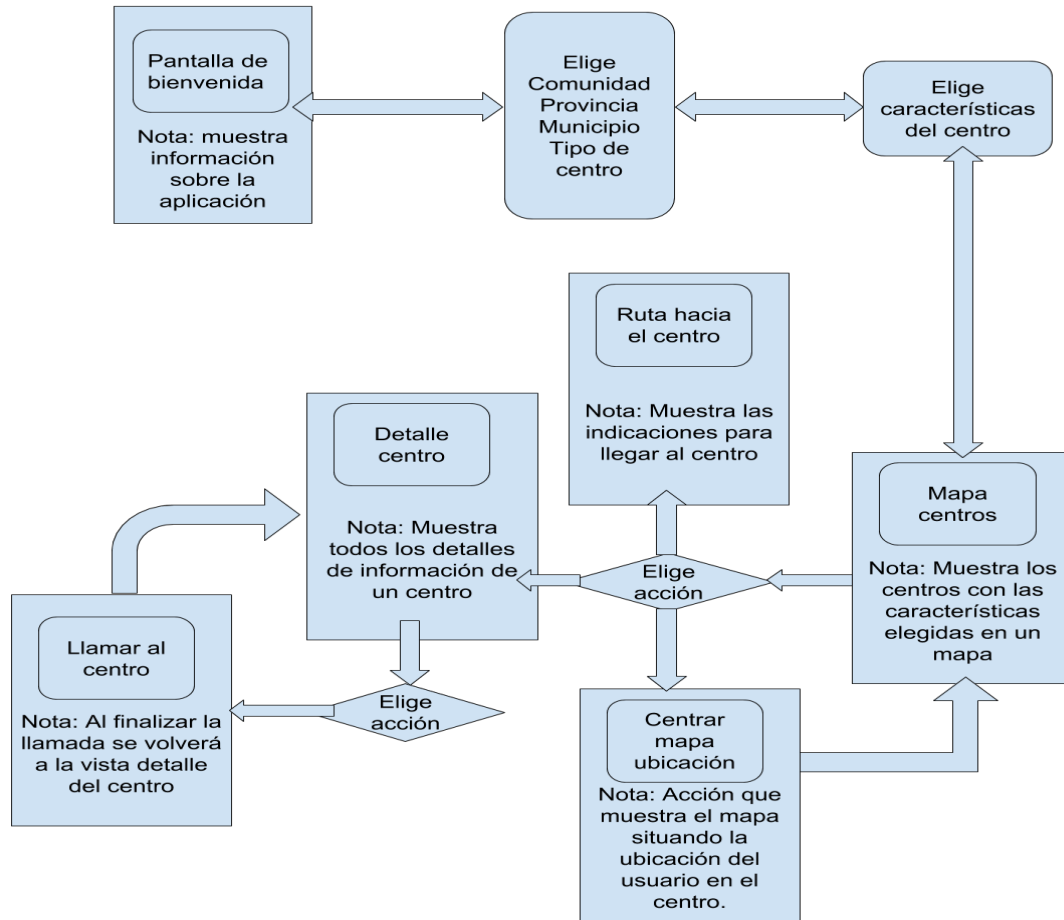 Pantalla de
bienvenida
Nota: muestra
información
sobre la
aplicación
Elige
Comunidad
Provincia
Municipio
Tipo de
centro
Elige
característícas
del centro
Ruta hacia
el centro
Nota: Muestra las
indicaciones para
llegar al centro
Detalle
centro
Nota: Muestra
todos los detalles
de información de
un centro
Mapa
centros
Nota: Muestra los
centros con las
características
elegidas en un
mapa
Elige
acción
Llamar al
centro
Nota: Al finalizar la
llamada se volverá
a la vista detalle
del centro
Elige
acción
Centrar
mapa
ubicación
Nota: Acción que
muestra el mapa
situando la
ubicación del
usuario en el
centro.